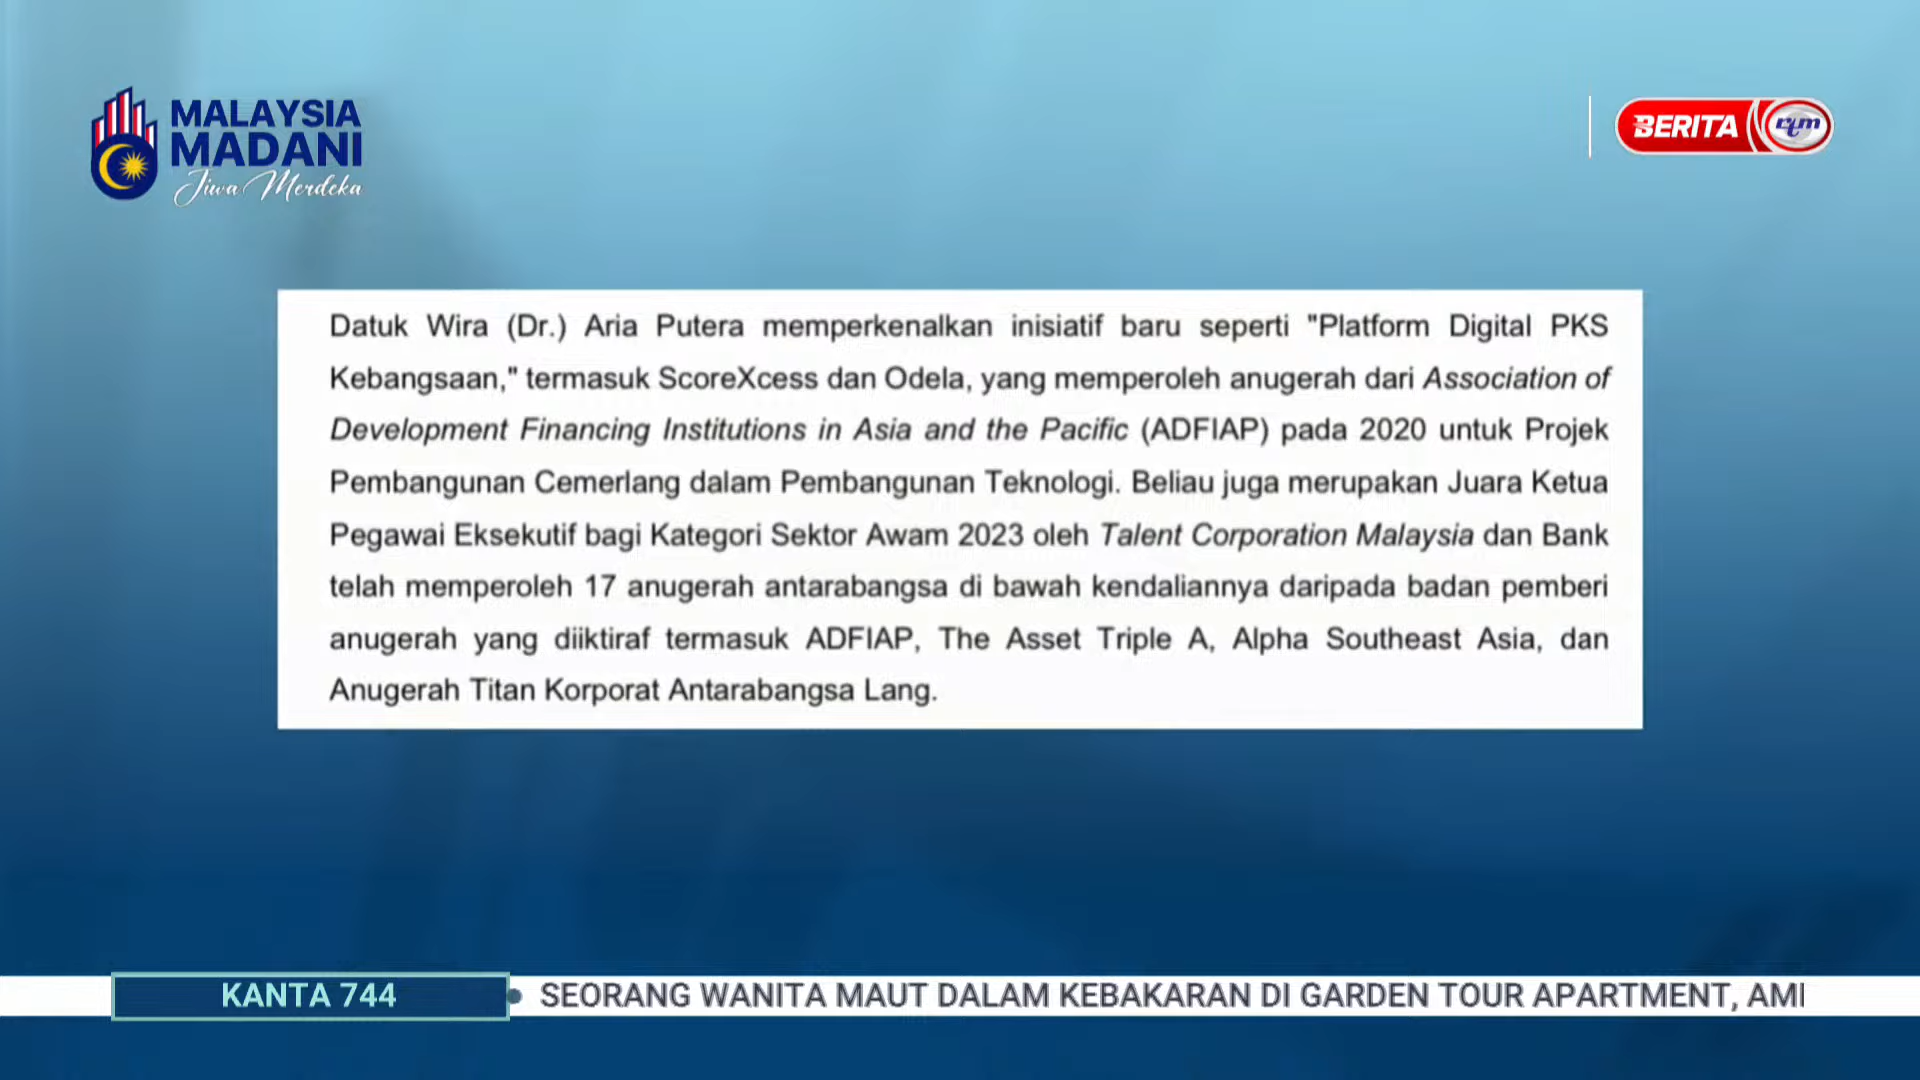 MALAYSIA
MADANI
Jiwa Merdeka
BERITA rtm
Datuk Wira (Dr.) Aria Putera memperkenalkan inisiatif baru seperti "Platform Digital PKS
Kebangsaan," termasuk ScoreXcess dan Odela, yang memperoleh anugerah dari Association of
Development Financing Institutions in Asia and the Pacific (ADFIAP) pada 2020 untuk Projek
Pembangunan Cemerlang dalam Pembangunan Teknologi. Beliau juga merupakan Juara Ketua
Pegawai Eksekutif bagi Kategori Sektor Awam 2023 oleh Talent Corporation Malaysia dan Bank
telah memperoleh 17 anugerah antarabangsa di bawah kendaliannya daripada badan pemberi
anugerah yang diiktiraf termasuk ADFIAP, The Asset Triple A, Alpha Southeast Asia, dan
Anugerah Titan Korporat Antarabangsa Lang.
KANTA 744
SEORANG WANITA MAUT DALAM KEBAKARAN DI GARDEN TOUR APARTMENT,